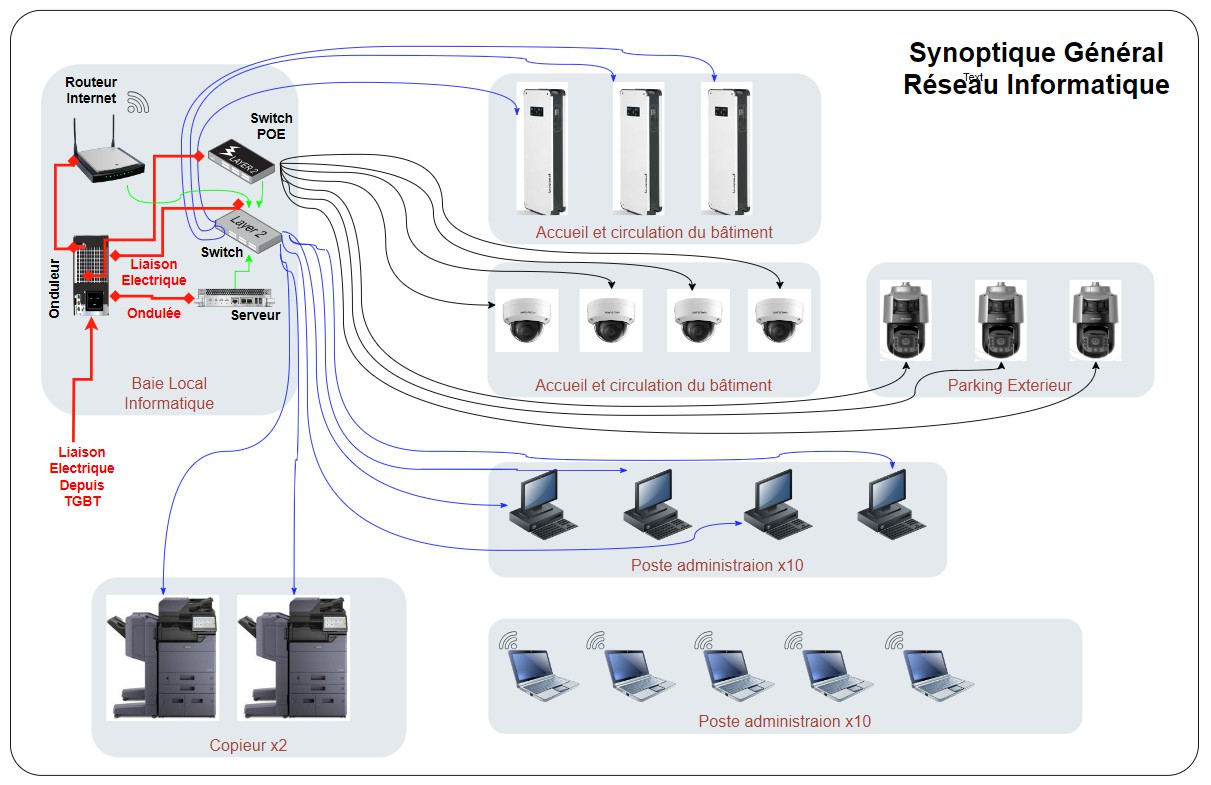 Synoptique Général
Réseau Informatique
Text
Routeur
Internet
Switch
POE
LAYER 2
Layer 2
Switch
Onduleur
Liaison
Electrique
Ondulée
Serveur
Baie Local
Informatique
Liaison
Electrique
Depuis
TGBT
Accueil et circulation du bâtiment
Accueil et circulation du bâtiment
Parking Exterieur
Poste administraion x10
Copieur x2
Poste administraion x10